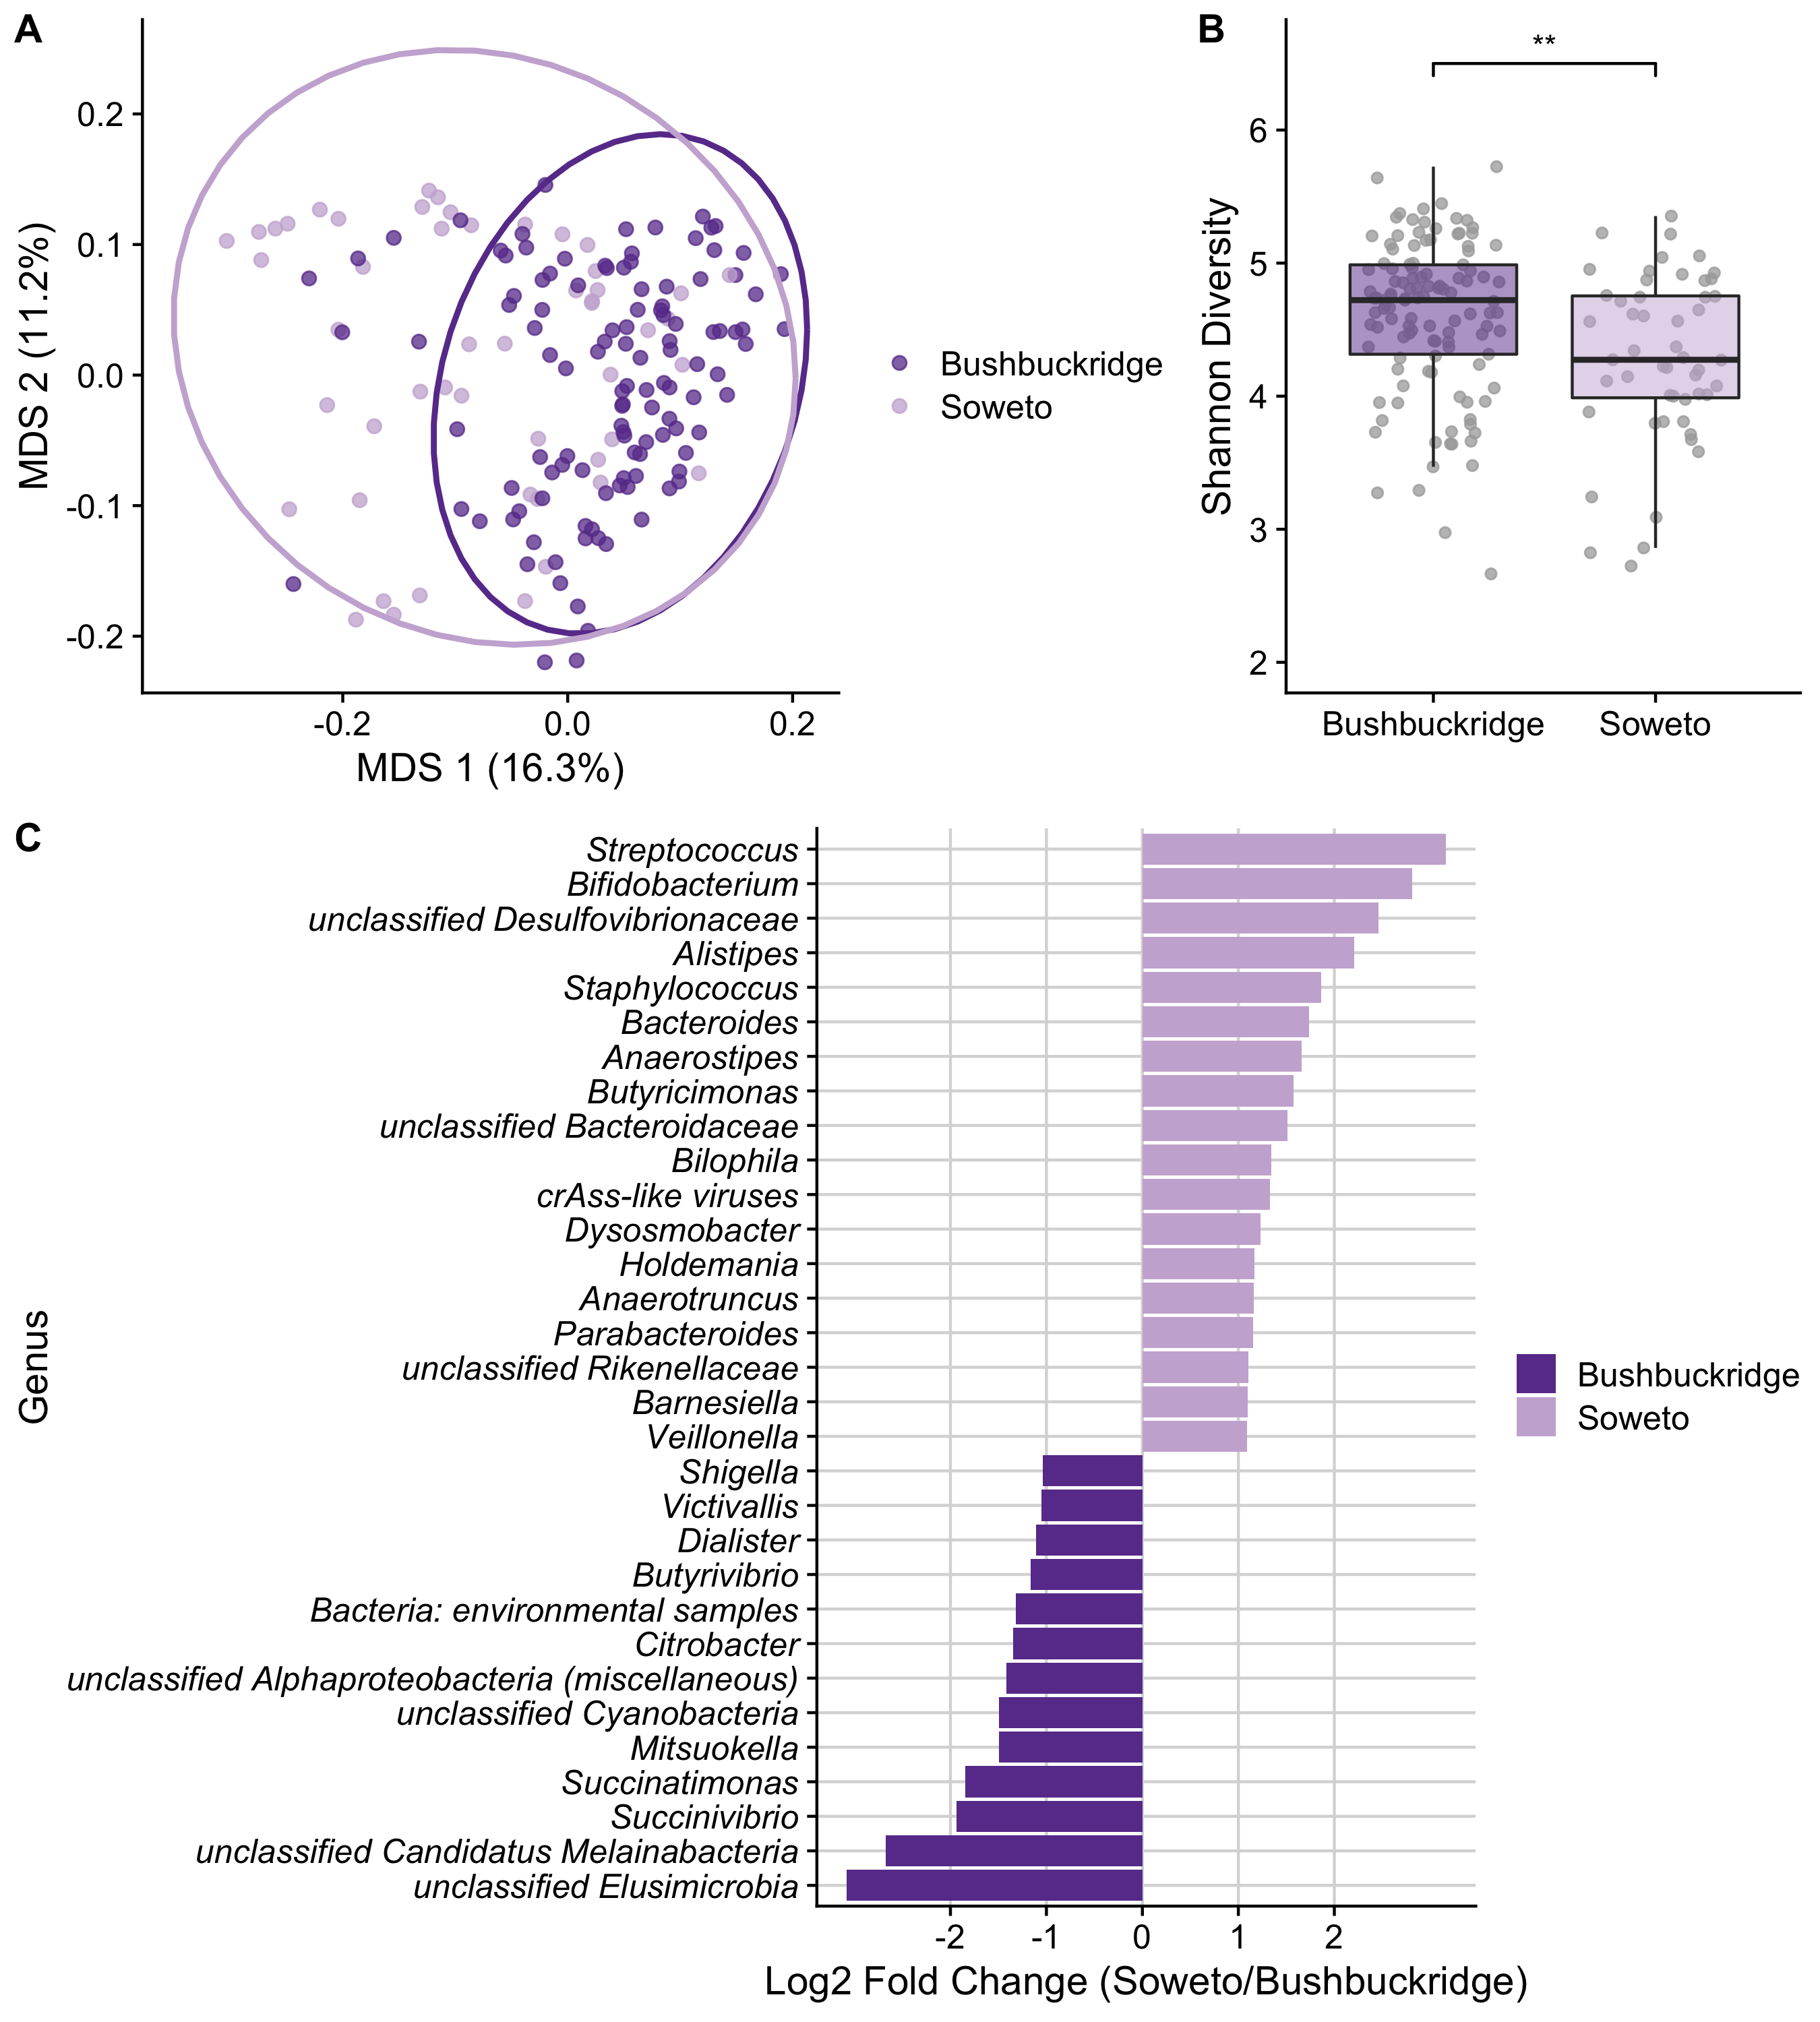 A
0.2
0.1
0.0
-0.1
-0.2
MDS 2 (11.2%)
-0.2 0.0 0.2
MDS 1 (16.3%)
Bushbuckridge
Soweto
B
**
6
5
4
3
2
Shannon Diversity
Bushbuckridge Soweto
C
Genus
Streptococcus
Bifidobacterium
unclassified Desulfovibrionaceae
Alistipes
Staphylococcus
Bacteroides
Anaerostipes
Butyricimonas
unclassified Bacteroidaceae
Bilophila
crAss-like viruses
Dysosmobacter
Holdemania
Anaerotruncus
Parabacteroides
unclassified Rikenellaceae
Barnesiella
Veillonella
Shigella
Victivallis
Dialister
Butyrivibrio
Bacteria: environmental samples
Citrobacter
unclassified Alphaproteobacteria (miscellaneous)
unclassified Cyanobacteria
Mitsuokella
Succinatimonas
Succinivibrio
unclassified Candidatus Melainabacteria
unclassified Elusimicrobia
-2 -1 0 1 2
Log2 Fold Change (Soweto/Bushbuckridge)
Bushbuckridge
Soweto